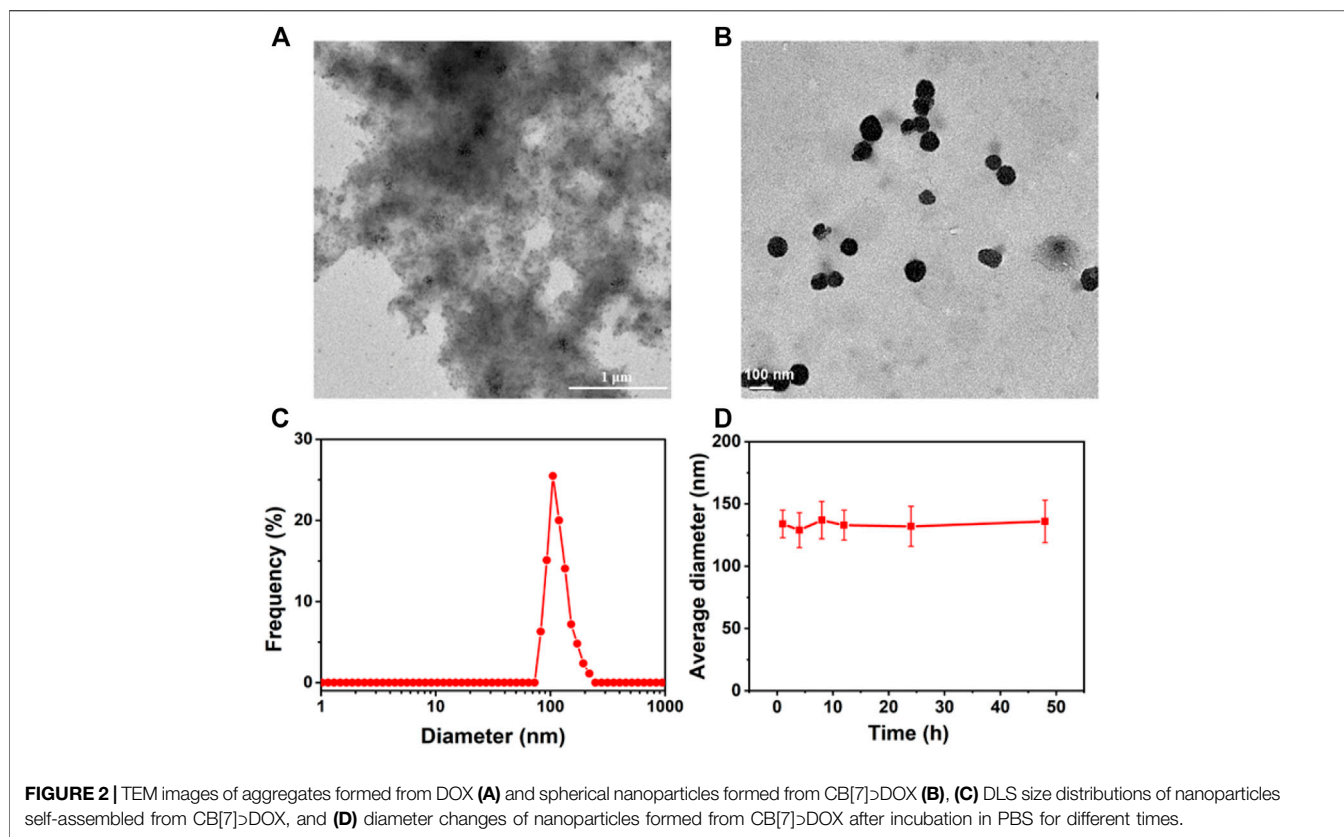 A
B
1 µm
100 nm
C
D
30
20
10
0
Frequency (%)
1
10
100
1000
Diameter (nm)
200
150
100
50
0
Average diameter (nm)
0
10
20
30
40
50
Time (h)
FIGURE 2 | TEM images of aggregates formed from DOX (A) and spherical nanoparticles formed from CB[7]⊃DOX (B), (C) DLS size distributions of nanoparticles
self-assembled from CB[7]⊃DOX, and (D) diameter changes of nanoparticles formed from CB[7]⊃DOX after incubation in PBS for different times.